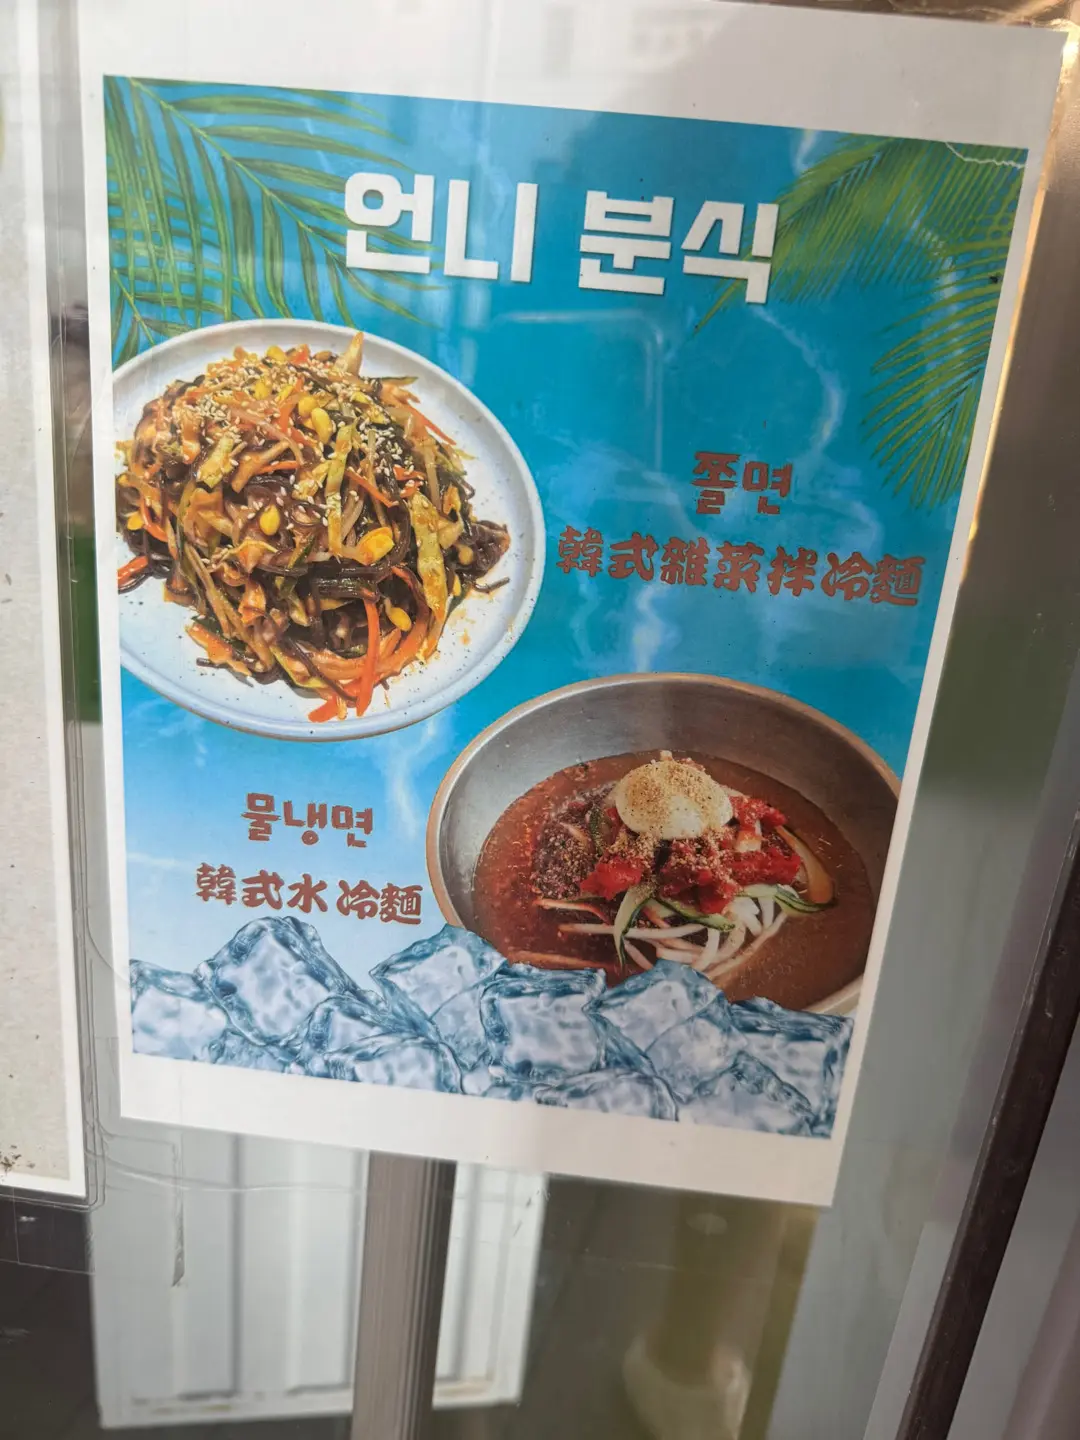 언니 분식
쫄면
韓式雜菜拌冷麵
물냉면
韓式水冷麵